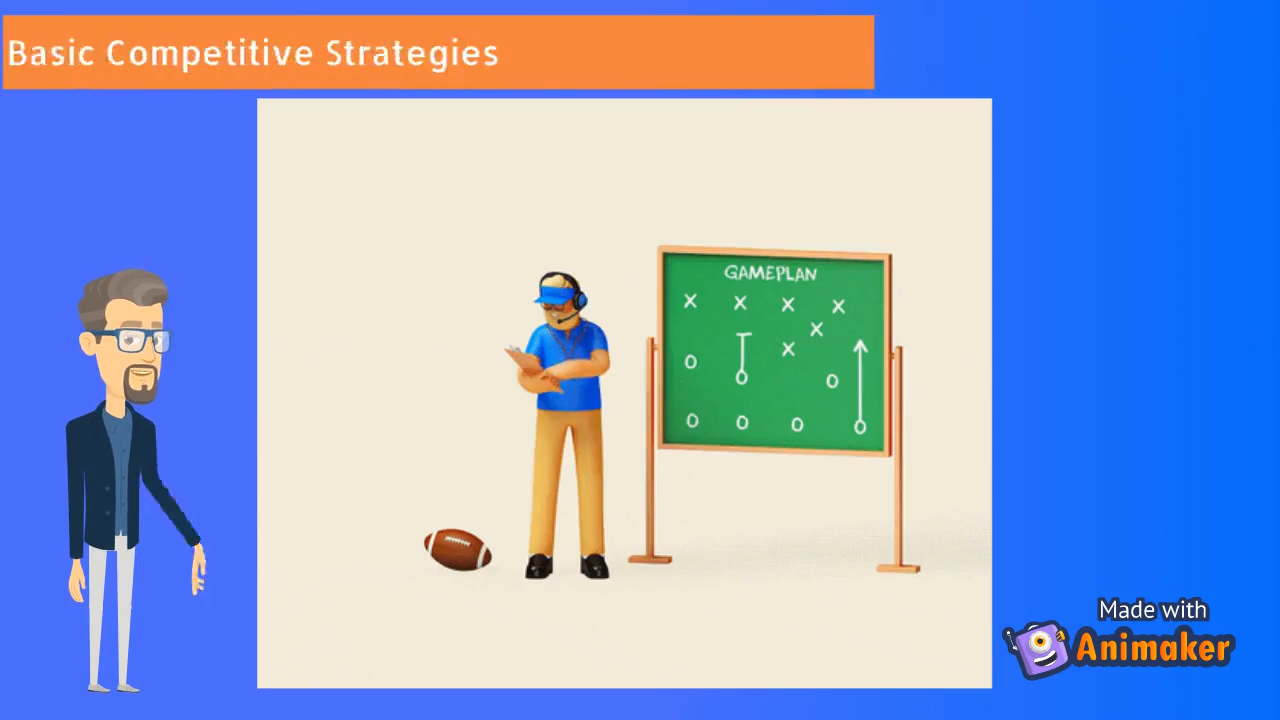 Basic Competitive Strategies
GAMEPLAN
X X X X
X
X
O
O
O
O O O O
Made with
Animaker